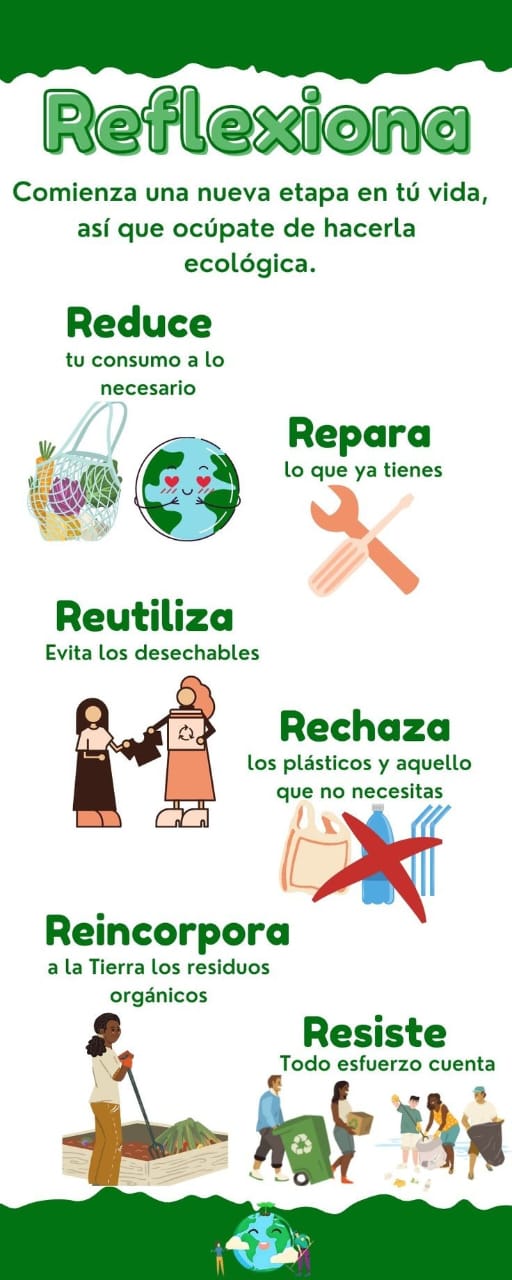 Reflexiona
Comienza una nueva etapa en tú vida,
así que ocúpate de hacerla
ecológica.
Reduce
tu consumo a lo
necesario
Repara
lo que ya tienes
Reutiliza
Evita los desechables
Rechaza
los plásticos y aquello
que no necesitas
Reincorpora
a la Tierra los residuos
orgánicos
Resiste
Todo esfuerzo cuenta